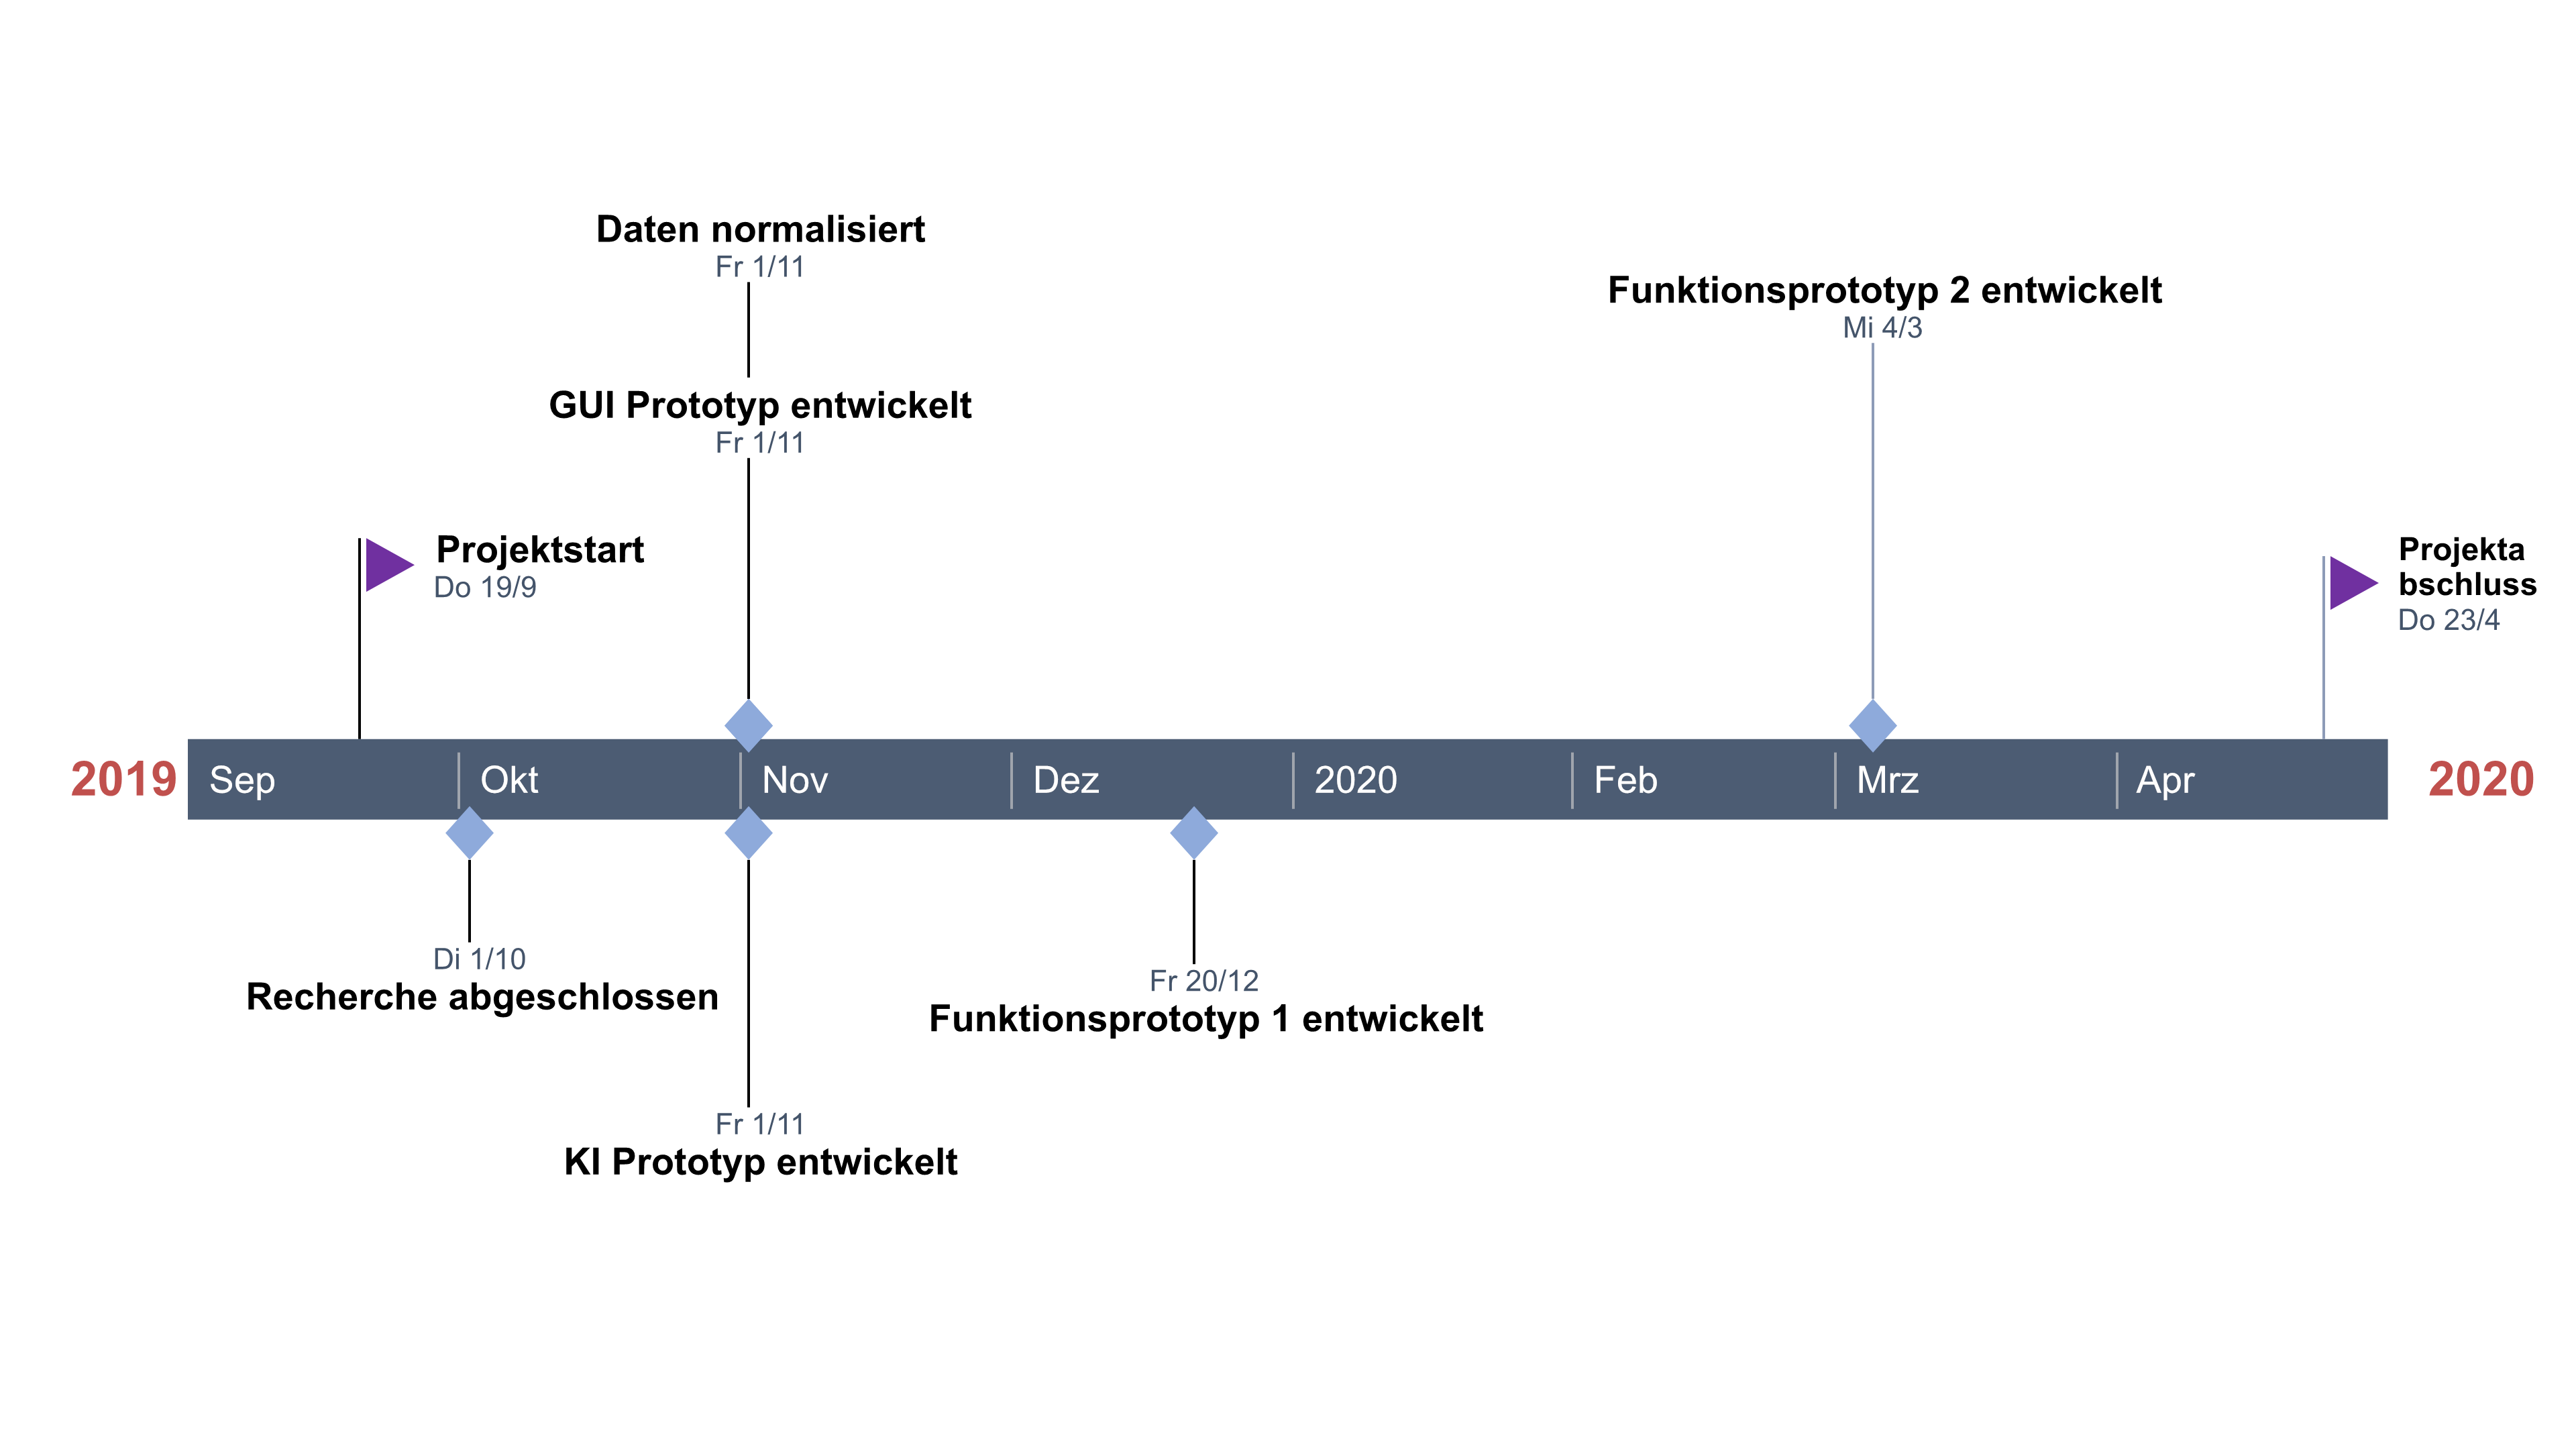 Daten normalisiert
Fr 1/11
Funktionsprototyp 2 entwickelt
Mi 4/3
GUI Prototyp entwickelt
Fr 1/11
Projektstart
Do 19/9
Projekta
bschluss
Do 23/4
2019 Sep Okt Nov Dez 2020 Feb Mrz Apr 2020
Di 1/10
Recherche abgeschlossen
Fr 20/12
Funktionsprototyp 1 entwickelt
Fr 1/11
KI Prototyp entwickelt